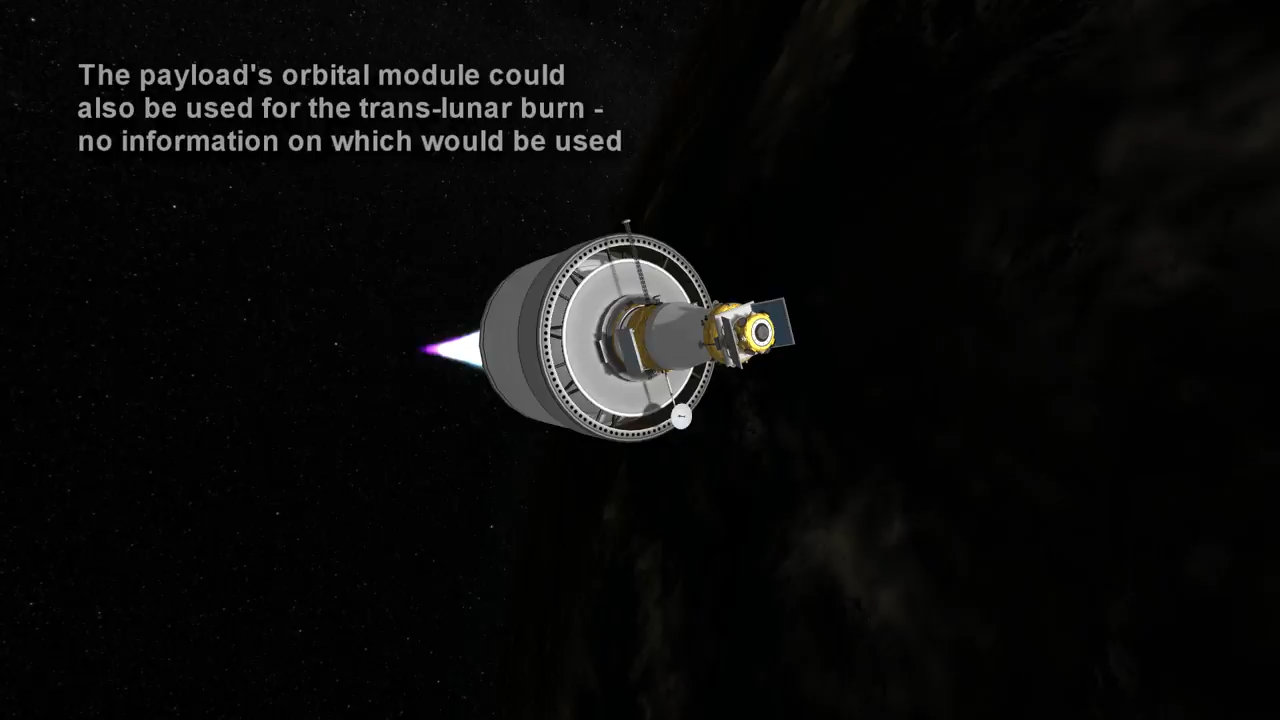 The payload's orbital module could
also be used for the trans-lunar burn -
no information on which would be used